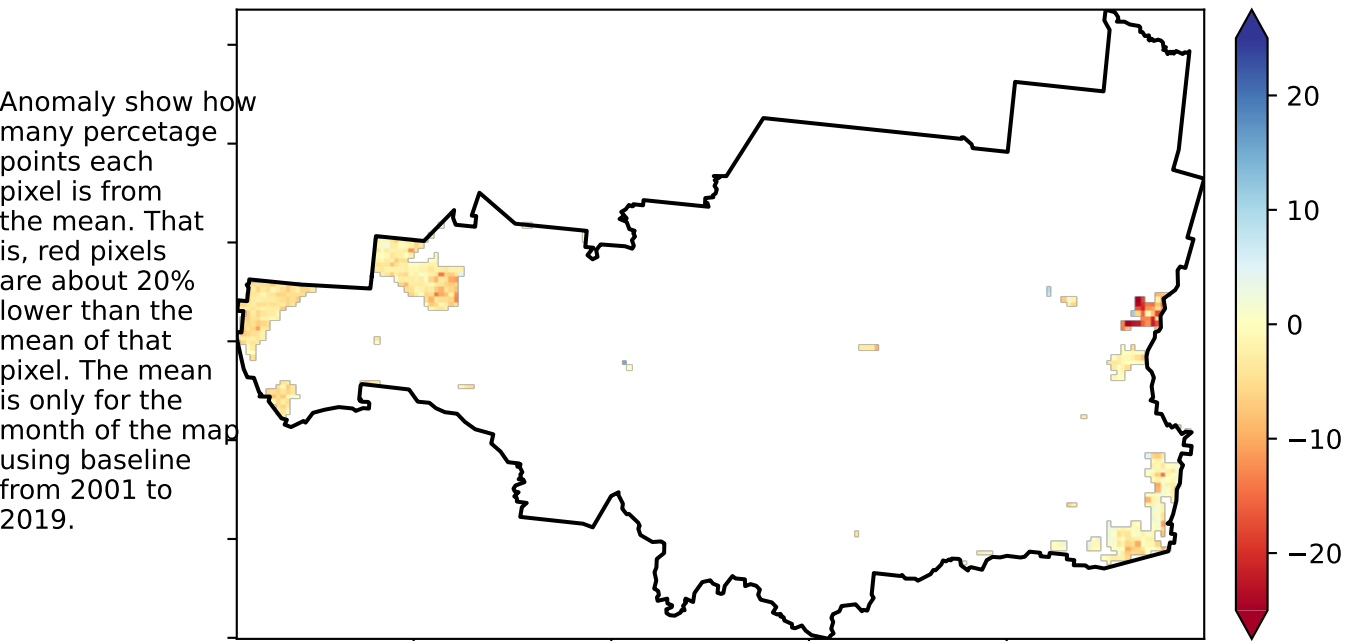 Anomaly show how
many percetage
points each
pixel is from
the mean. That
is, red pixels
are about 20%
lower than the
mean of that
pixel. The mean
is only for the
month of the map
using baseline
from 2001 to
2019.
20
10
0
−10
−20